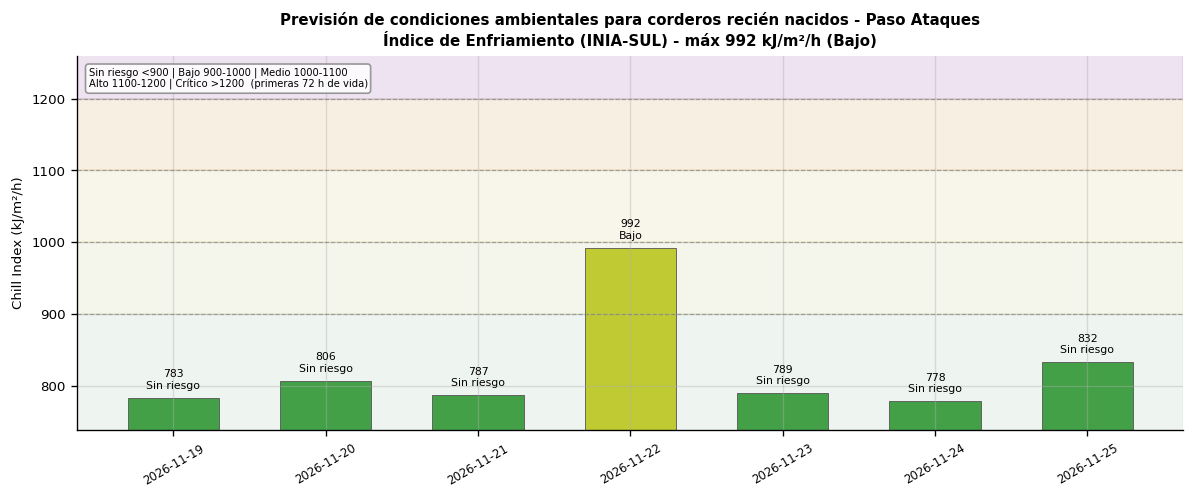 Previsión de condiciones ambientales para corderos recién nacidos - Paso Ataques
Índice de Enfriamiento (INIA-SUL) - máx 992 kJ/m²/h (Bajo)
Sin riesgo <900 | Bajo 900-1000 | Medio 1000-1100
Alto 1100-1200 | Crítico >1200  (primeras 72 h de vida)
Chill Index (kJ/m²/h)
1200
1100
1000
900
800
783
Sin riesgo
806
Sin riesgo
787
Sin riesgo
992
Bajo
789
Sin riesgo
778
Sin riesgo
832
Sin riesgo
2026-11-19
2026-11-20
2026-11-21
2026-11-22
2026-11-23
2026-11-24
2026-11-25